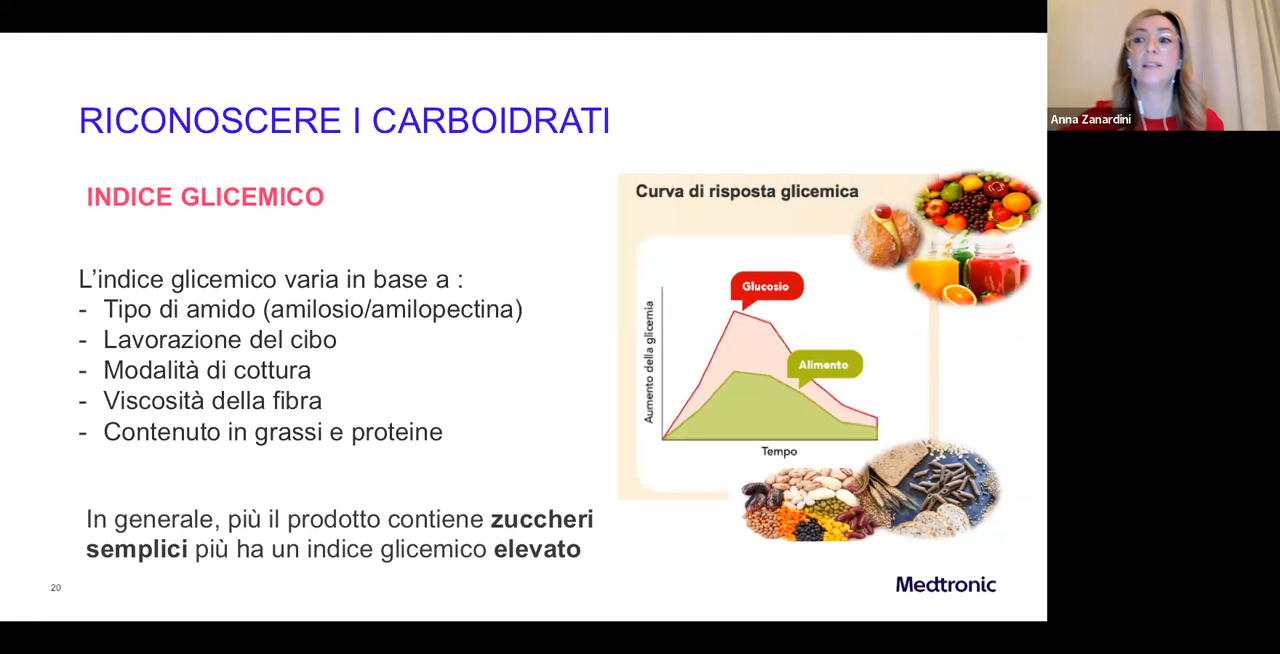 RICONOSCERE I CARBOIDRATI
INDICE GLICEMICO
L’indice glicemico varia in base a :
- Tipo di amido (amilosio/amilopectina)
- Lavorazione del cibo
- Modalità di cottura
- Viscosità della fibra
- Contenuto in grassi e proteine
In generale, più il prodotto contiene zuccheri
semplici più ha un indice glicemico elevato
20
Curva di risposta glicemica
Glucosio
Alimento
Aumento della glicemia
Tempo
Medtronic
Anna Zanardini